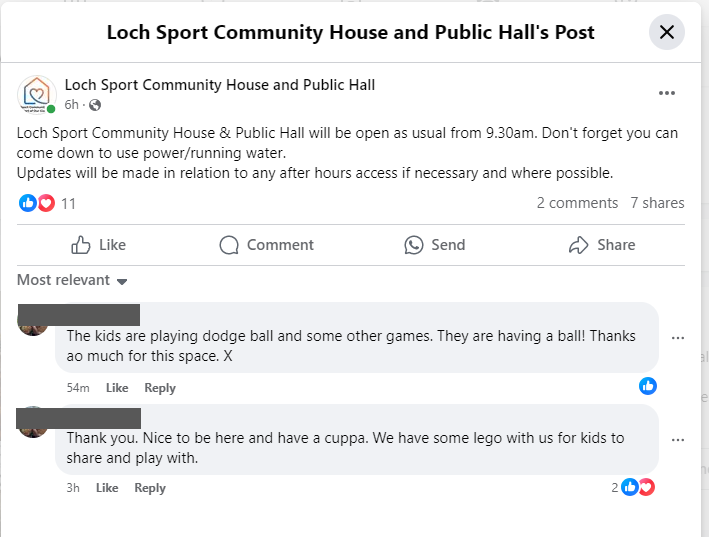 Loch Sport Community House and Public Hall's Post
Loch Sport Community House and Public Hall
6h ·
Loch Sport Community House & Public Hall will be open as usual from 9.30am. Don't forget you can
come down to use power/running water.
Updates will be made in relation to any after hours access if necessary and where possible.
11
2 comments 7 shares
Like Comment Send Share
Most relevant
The kids are playing dodge ball and some other games. They are having a ball! Thanks
ao much for this space. X
54m Like Reply
Thank you. Nice to be here and have a cuppa. We have some lego with us for kids to
share and play with.
3h Like Reply
2